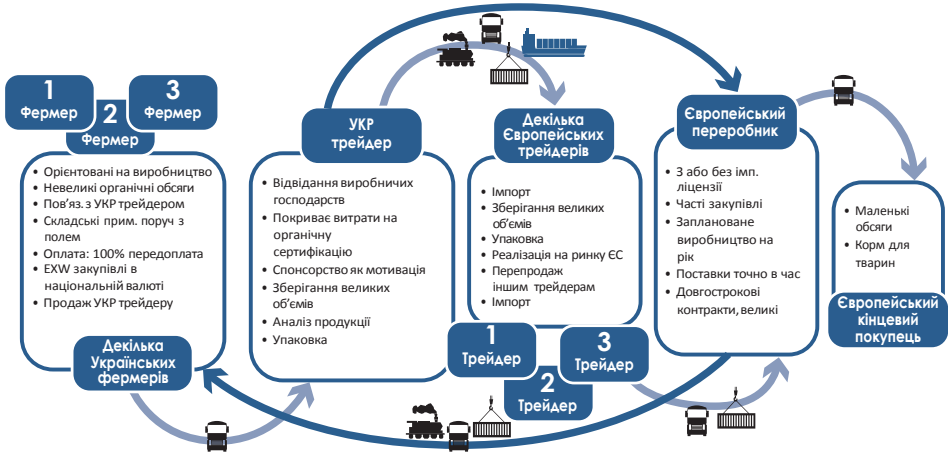 1
Фермер
2
Фермер
3
Фермер
• Орієнтовані на виробництво
• Невеликі органічні обсяги
• Пов’яз. з УКР трейдером
• Складські прим. поруч з
полем
• Оплата: 100% передоплата
• EXW закупівлі в
національній валюті
• Продаж УКР трейдеру
Декілька
Українських
фермерів
УКР
трейдер
• Відвідання виробничих
господарств
• Покриває витрати на
органічну
сертифікацію
• Спонсорство як мотивація
• Зберігання великих
об’ємів
• Аналіз продукції
• Упаковка
Декілька
Європейських
трейдерів
• Імпорт
• Зберігання великих
об’ємів
• Упаковка
• Реалізація на ринку ЄС
• Перепродаж
іншим трейдерам
• Імпорт
1
Трейдер
2
Трейдер
3
Трейдер
Європейський
переробник
• З або без імп.
ліцензії
• Часті закупівлі
• Заплановане
виробництво на
рік
• Поставки точно в час
• Довгострокові
контракти, великі
• Маленькі
обсяги
• Корм для
тварин
Європейський
кінцевий
покупець